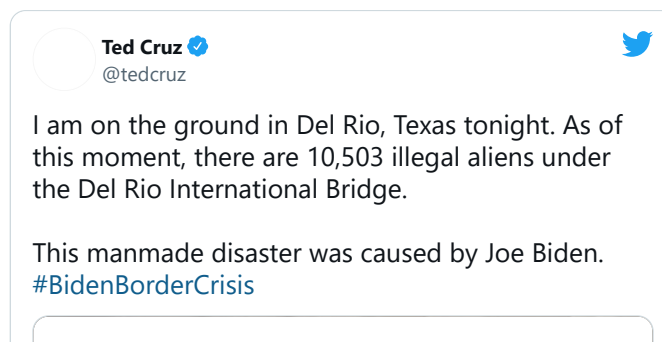 Ted Cruz
@tedcruz
I am on the ground in Del Rio, Texas tonight. As of
this moment, there are 10,503 illegal aliens under
the Del Rio International Bridge.
This manmade disaster was caused by Joe Biden.
#BidenBorderCrisis